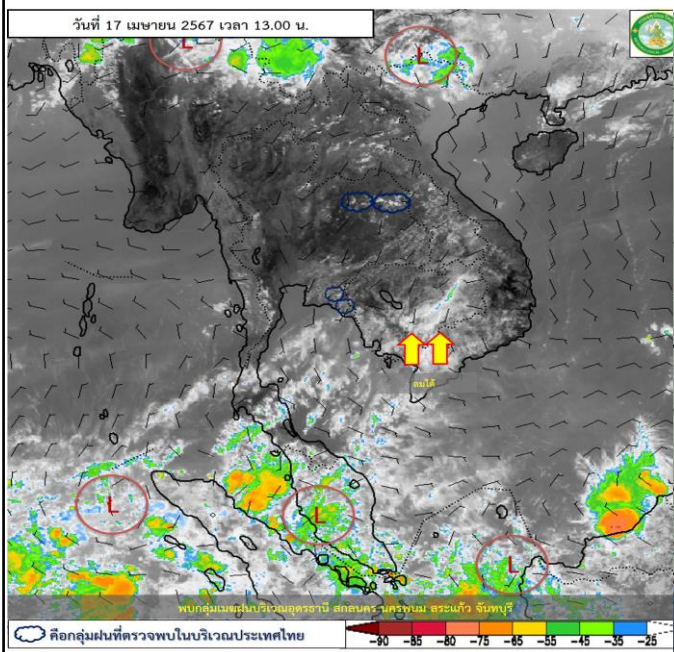 วันที่ 17 เมษายน 2567 เวลา 13.00 น.
L
L
ลมใต้
L
L
L
พบกลุ่มเมฆฝนบริเวณอุดรธานี สกลนคร นครพนม สระแก้ว จันทบุรี
คือกลุ่มฝนที่ตรวจพบในบริเวณประเทศไทย
-90 -85 -80 -75 -65 -55 -45 -35 -25